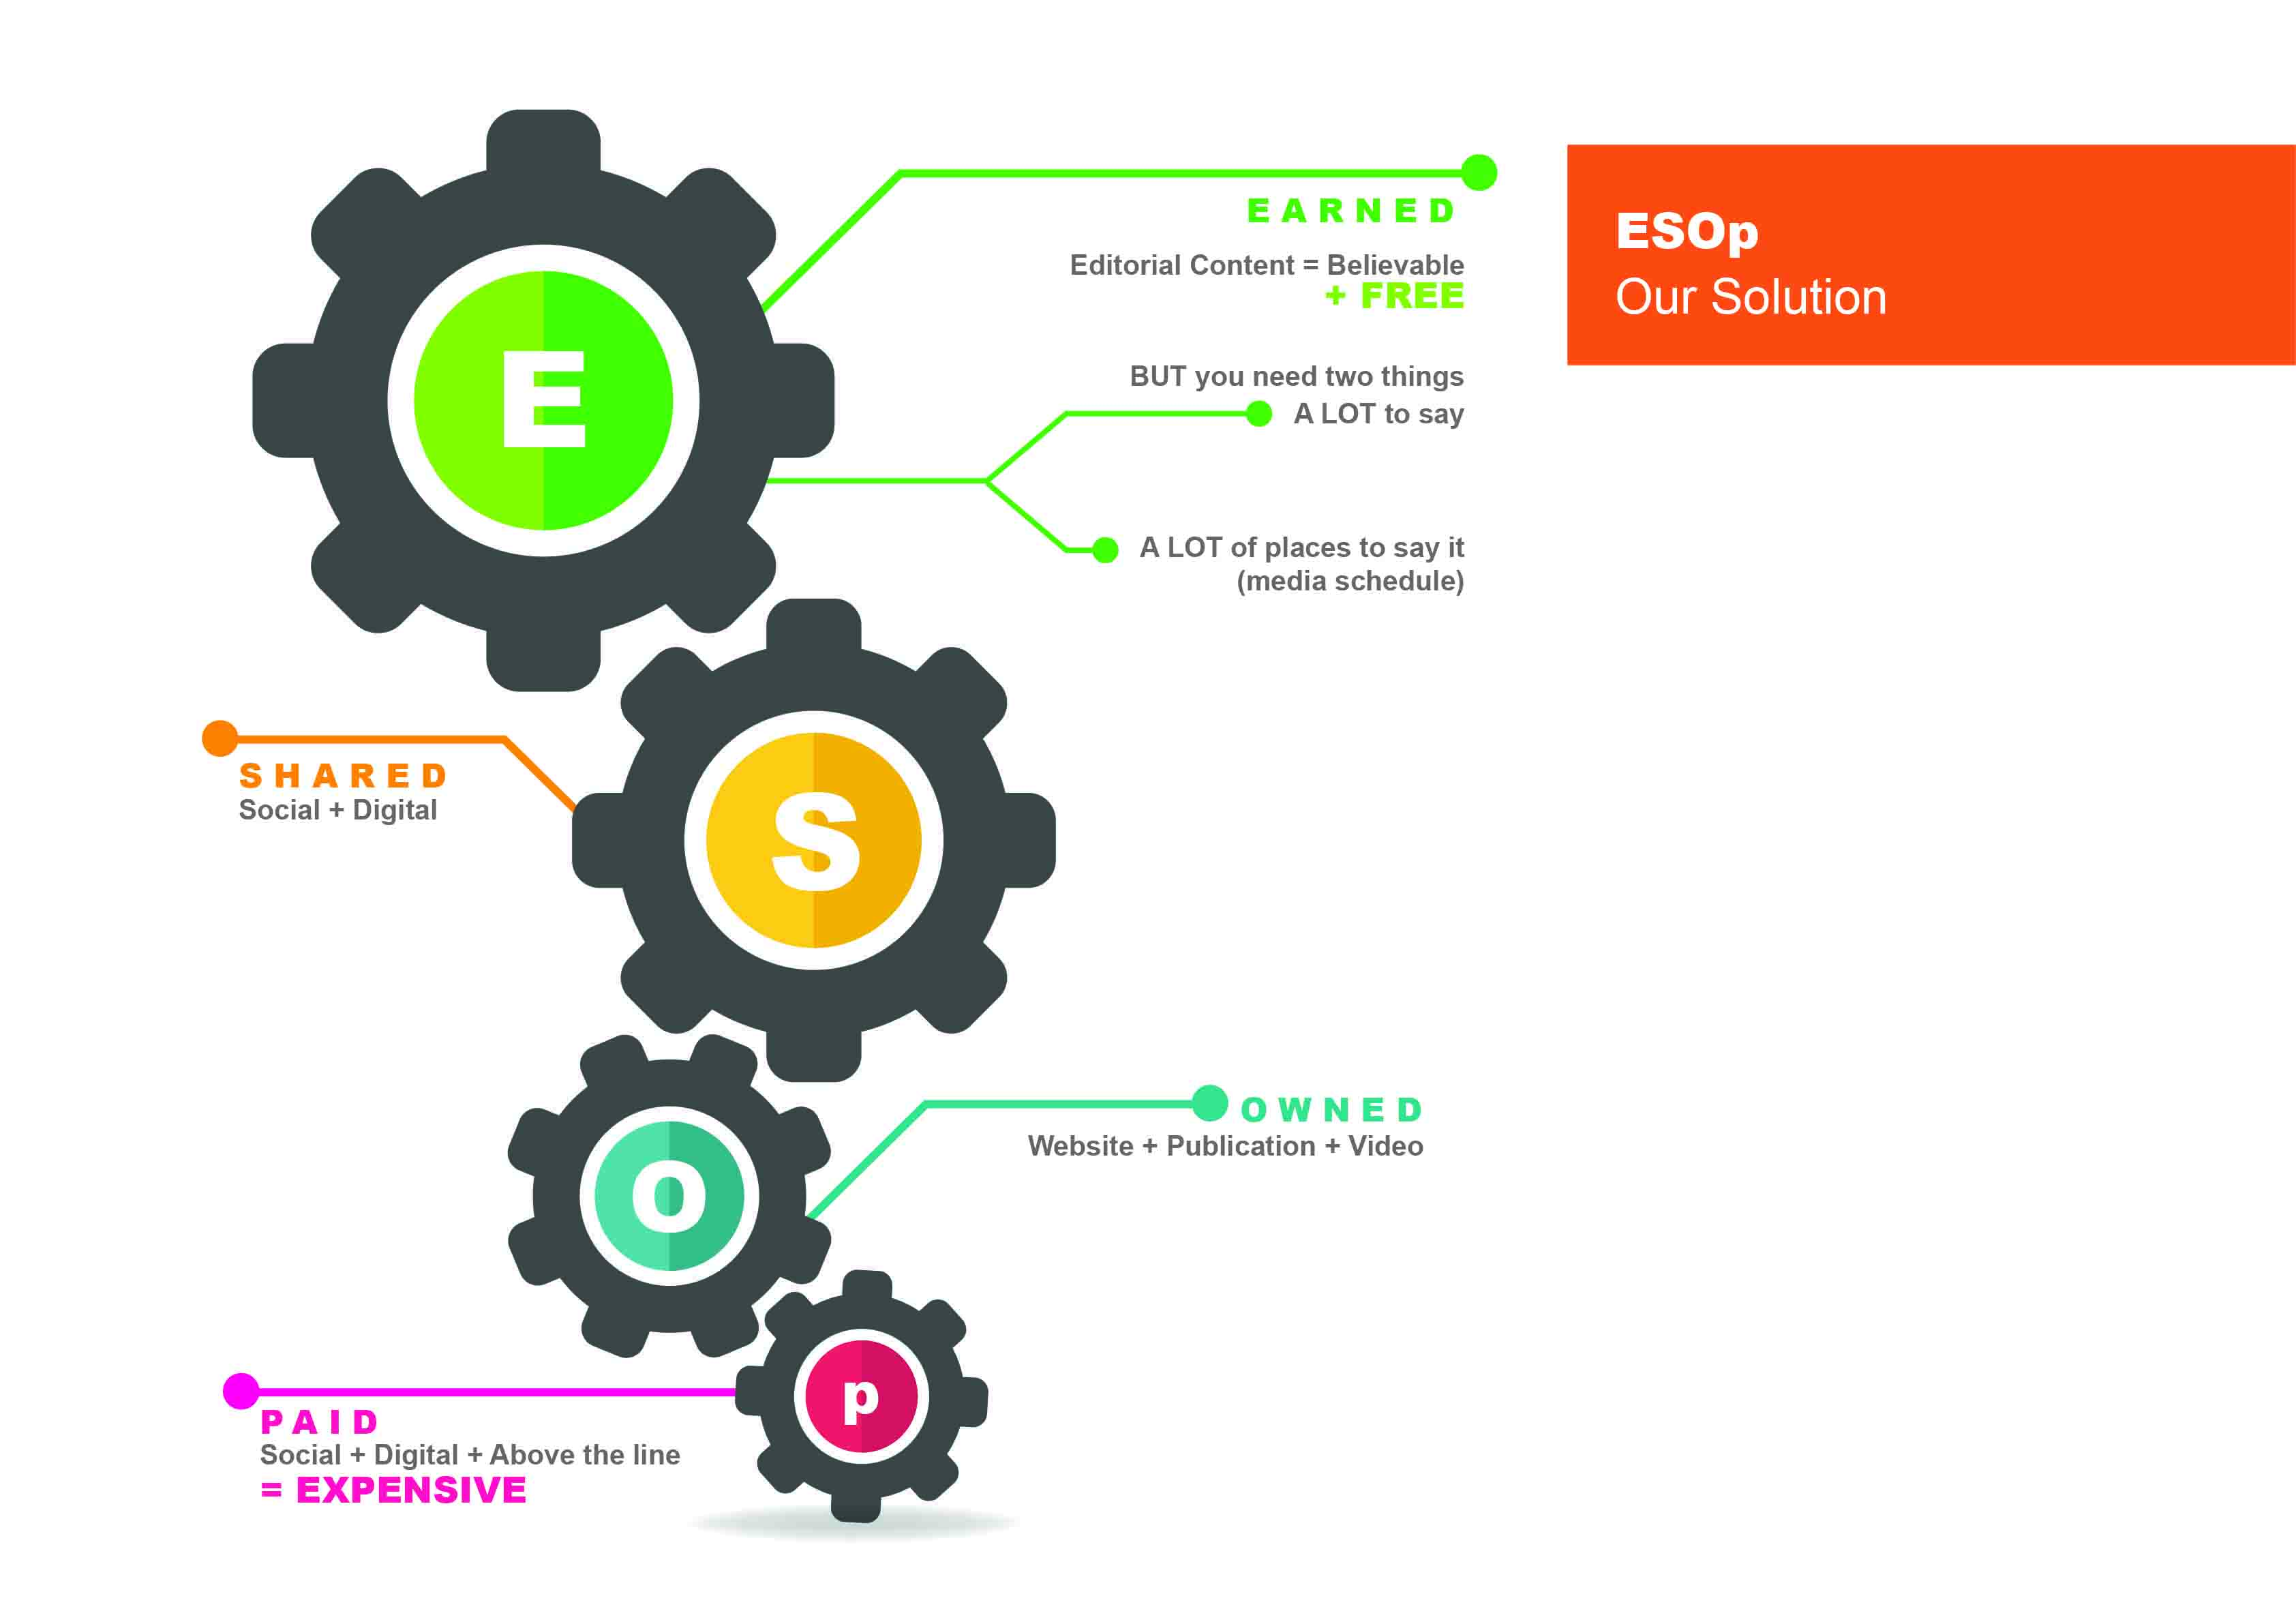 ESOp
Our Solution
E
EARNED
Editorial Content = Believable
+ FREE
BUT you need two things
A LOT to say
A LOT of places to say it
(media schedule)
S
SHARED
Social + Digital
O
OWNED
Website + Publication + Video
p
PAID
Social + Digital + Above the line
= EXPENSIVE